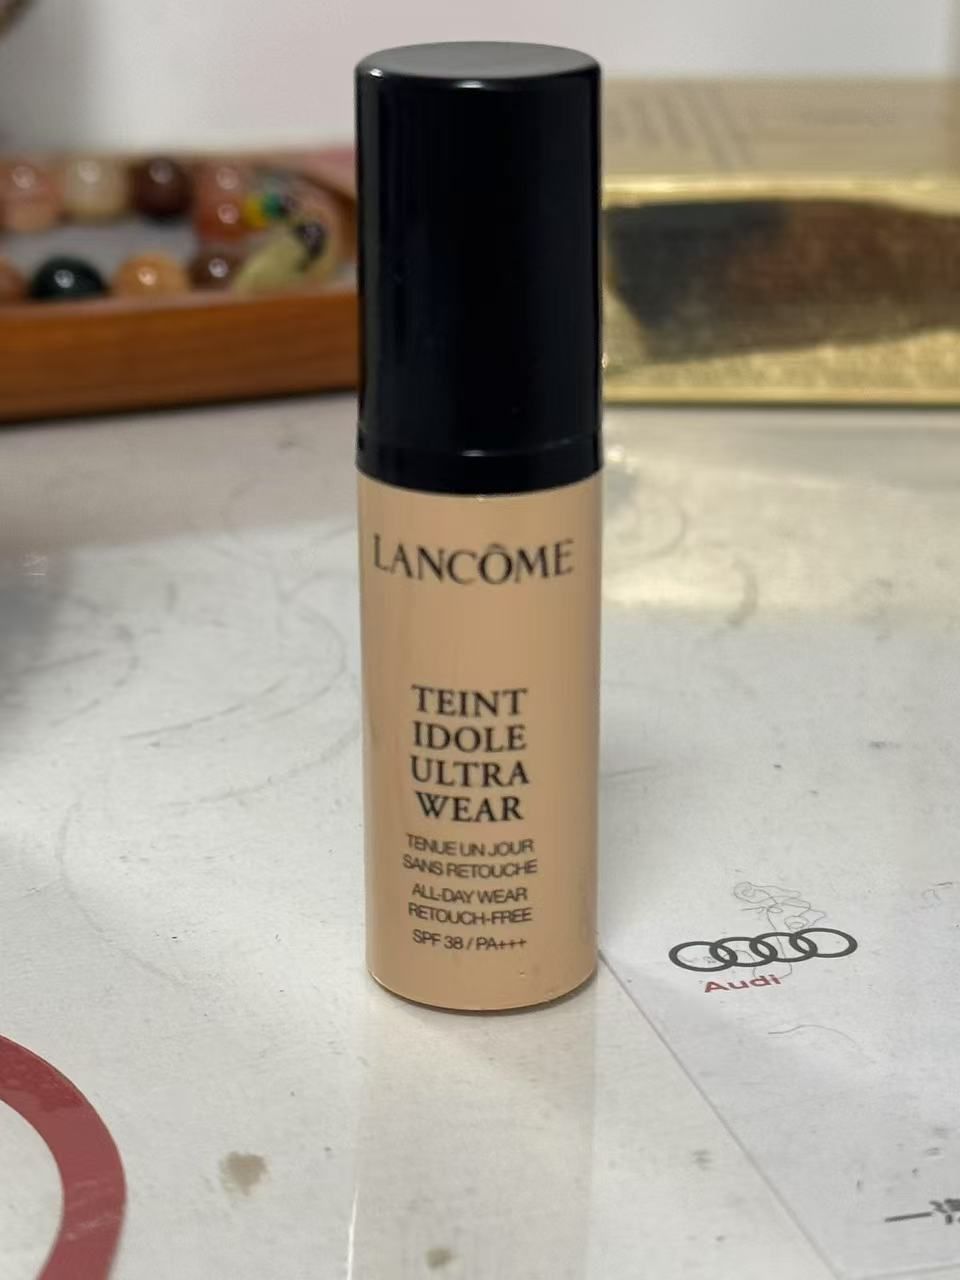 LANCÔME
TEINT
IDOLE
ULTRA
WEAR
TENUE UN JOUR
SANS RETOUCHE
ALL-DAY WEAR
RETOUCH-FREE
SPF 38 / PA+++
Audi